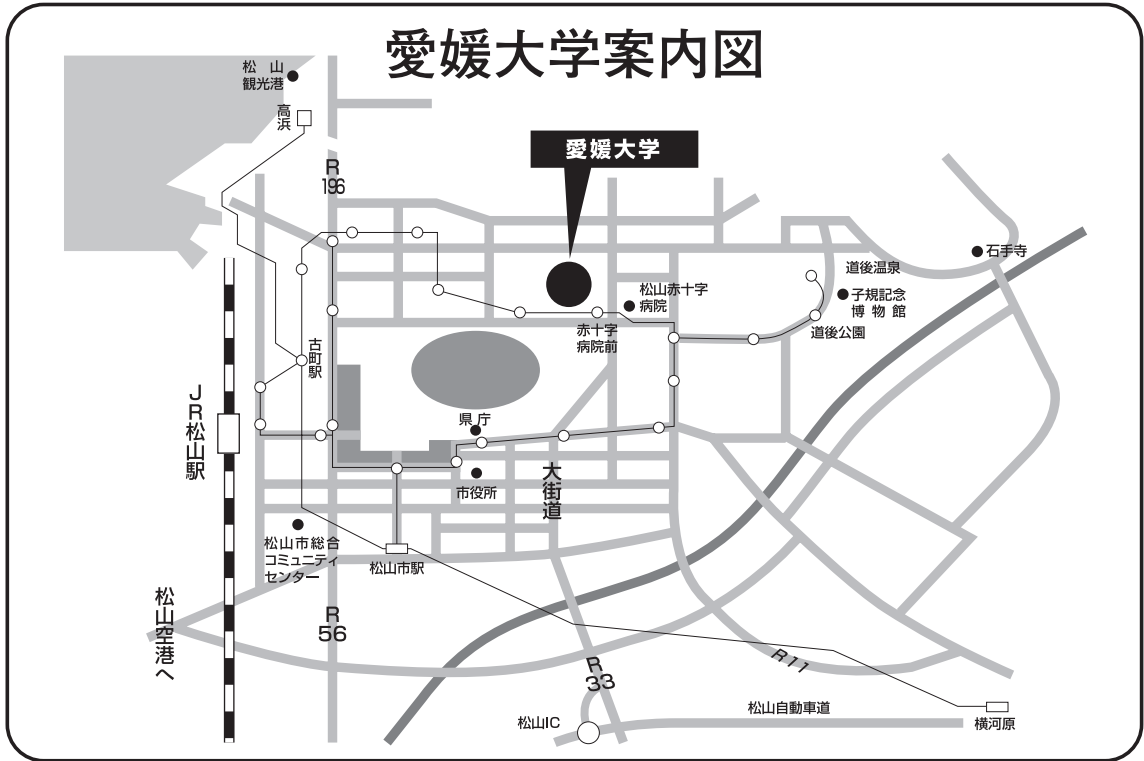 愛媛大学案内図
松山
観光港
高浜
R
196
愛媛大学
石手寺
道後温泉
子規記念
博物館
道後公園
松山赤十字
病院
赤十字
病院前
古町駅
JR松山駅
県庁
市役所
大街道
松山市総合
コミュニティ
センター
松山市駅
松山空港へ
R
56
R
33
R11
松山IC
松山自動車道
横河原